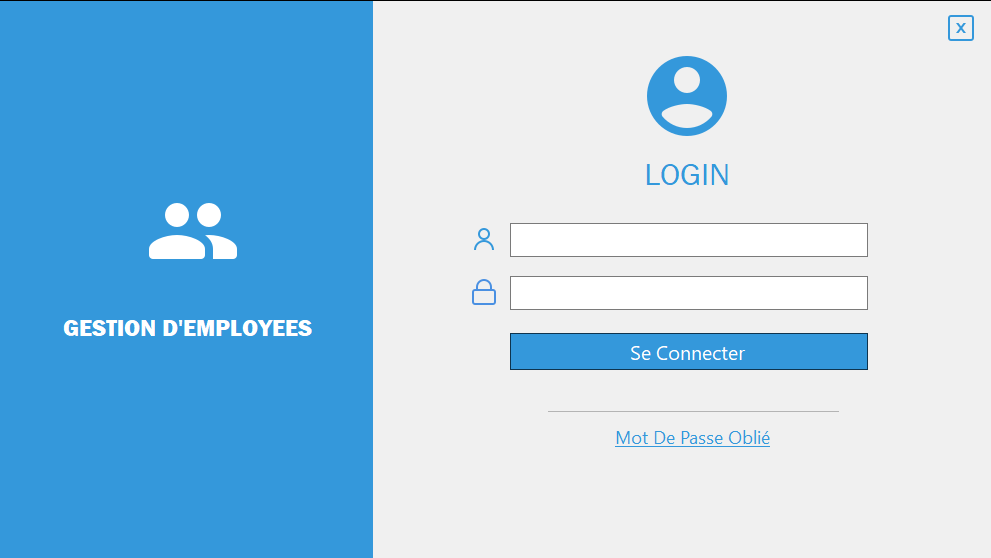 X
LOGIN
GESTION D'EMPLOYEES
Se Connecter
Mot De Passe Oblié